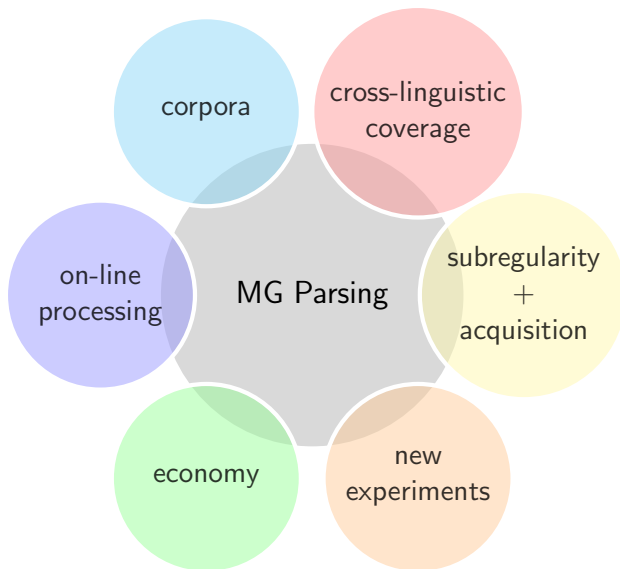 corpora
cross-linguistic
coverage
on-line
processing
MG Parsing
subregularity
+
acquisition
economy
new
experiments